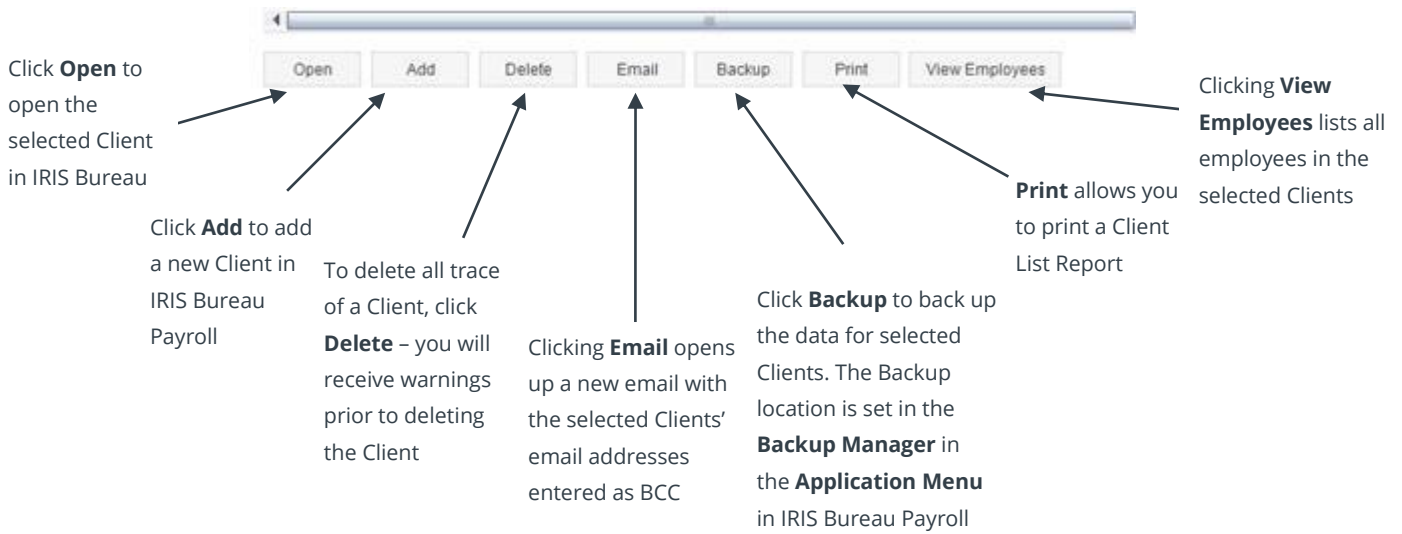 Open Add Delete Email Backup Print View Employees
Click Open to
open the
selected Client
in IRIS Bureau
Click Add to add
a new Client in
IRIS Bureau
Payroll
To delete all trace
of a Client, click
Delete – you will
receive warnings
prior to deleting
the Client
Clicking Email opens
up a new email with
the selected Clients’
email addresses
entered as BCC
Click Backup to back up
the data for selected
Clients. The Backup
location is set in the
Backup Manager in
the Application Menu
in IRIS Bureau Payroll
Print allows you
to print a Client
List Report
Clicking View
Employees lists all
employees in the
selected Clients